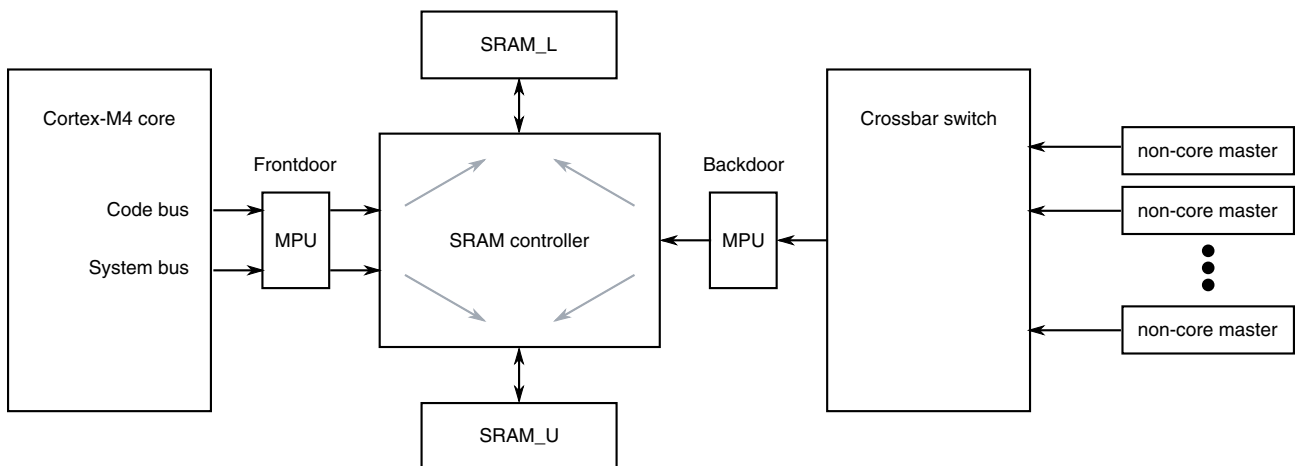 SRAM_L
Cortex-M4 core
Crossbar switch
Frontdoor
Backdoor
non-core master
Code bus
non-core master
MPU
SRAM controller
MPU
System bus
non-core master
SRAM_U